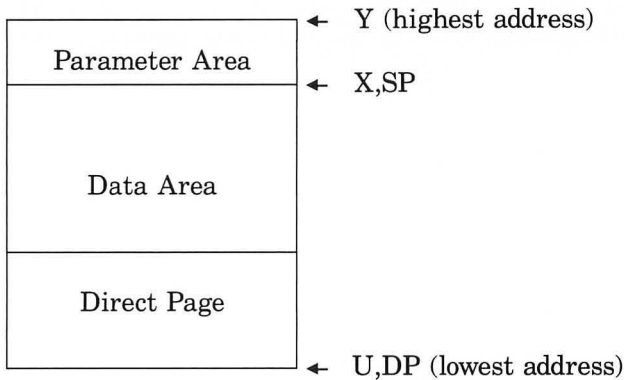 Y (highest address)
Parameter Area
X,SP
Data Area
Direct Page
U,DP (lowest address)